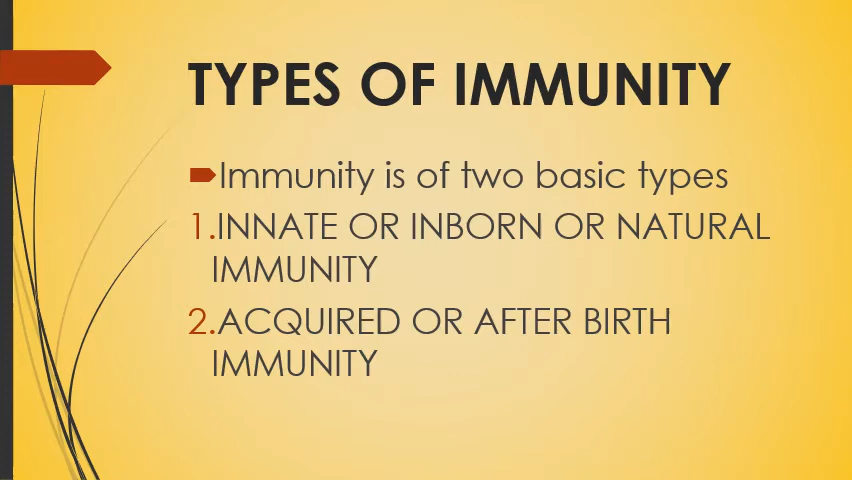 TYPES OF IMMUNITY
Immunity is of two basic types
1.INNATE OR INBORN OR NATURAL
IMMUNITY
2.ACQUIRED OR AFTER BIRTH
IMMUNITY